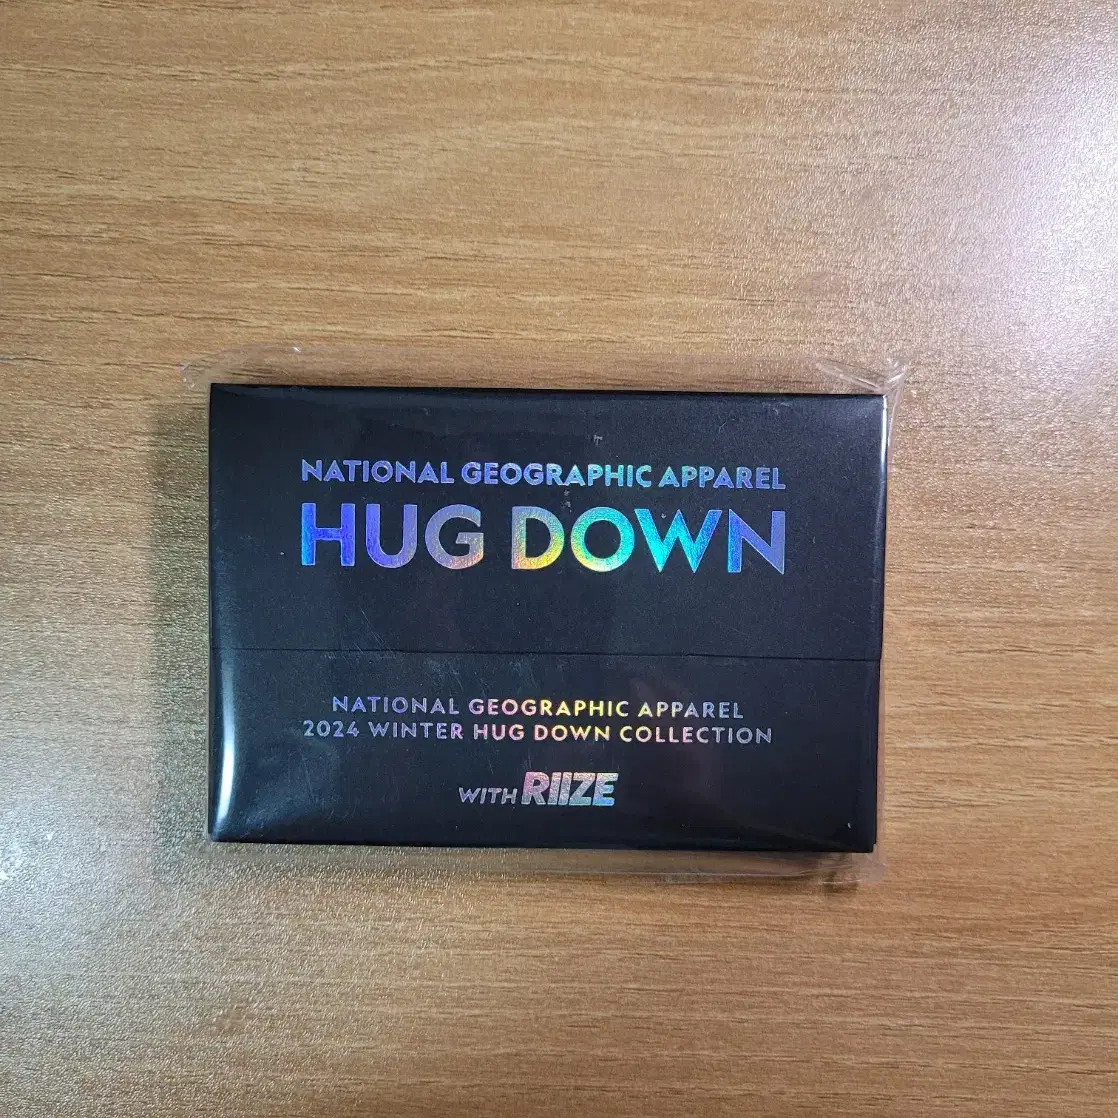 NATIONAL GEOGRAPHIC APPAREL
HUG DOWN
NATIONAL GEOGRAPHIC APPAREL
2024 WINTER HUG DOWN COLLECTION
WITH RIIZE